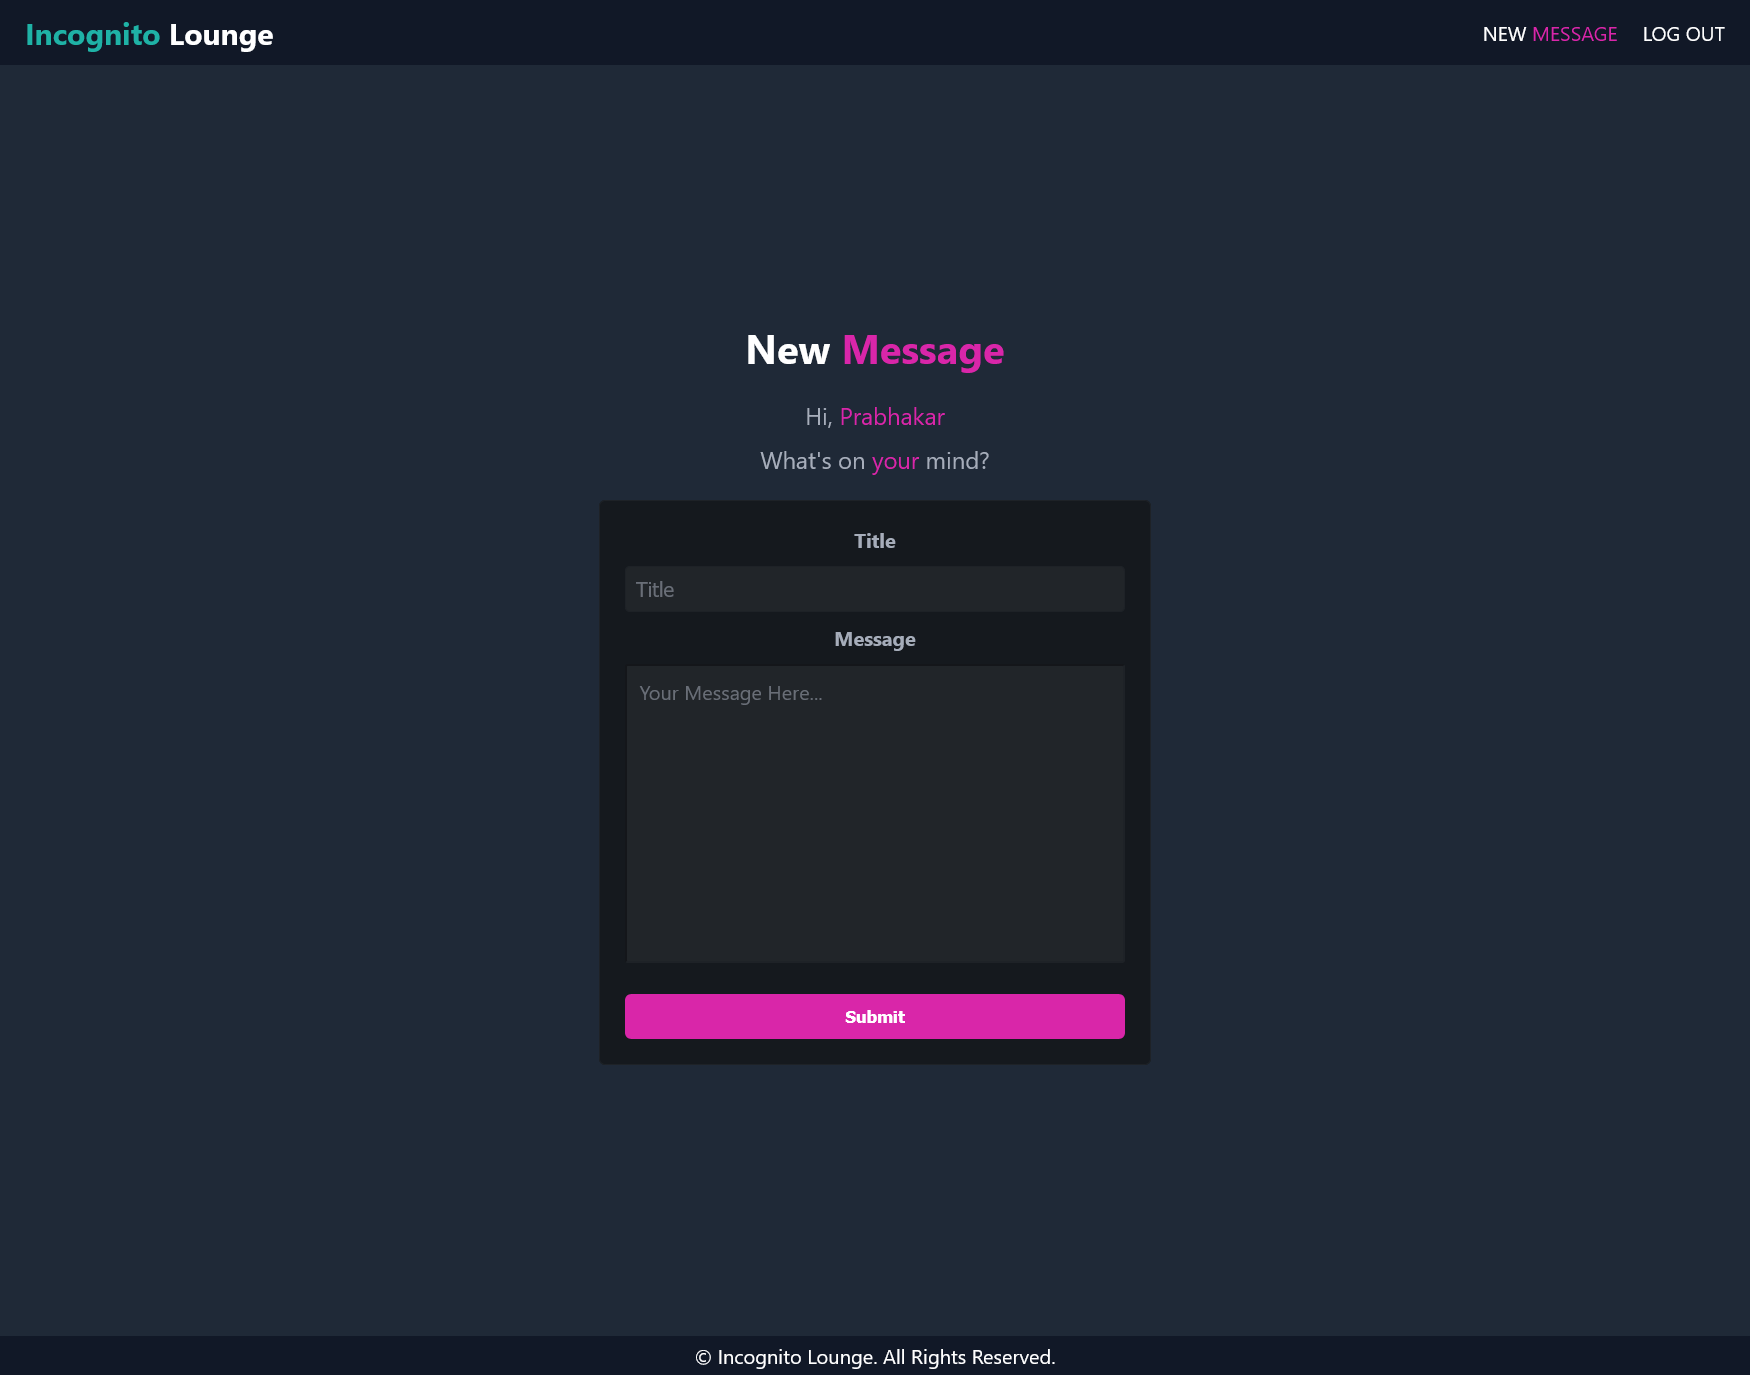 Incognito Lounge
NEW MESSAGE
LOG OUT
New Message
Hi, Prabhakar
What's on your mind?
Title
Title
Message
Your Message Here...
Submit
© Incognito Lounge. All Rights Reserved.